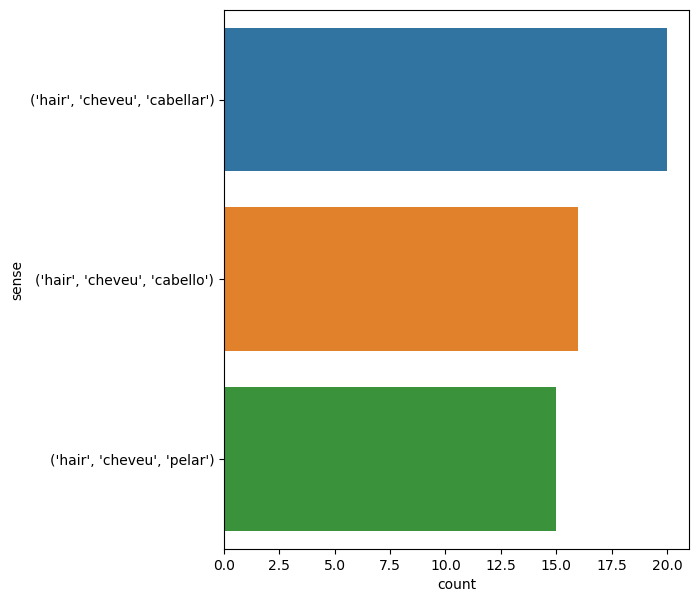 sense
('hair', 'cheveu', 'cabellar')
('hair', 'cheveu', 'cabello')
('hair', 'cheveu', 'pelar')
0.0 2.5 5.0 7.5 10.0 12.5 15.0 17.5 20.0
count